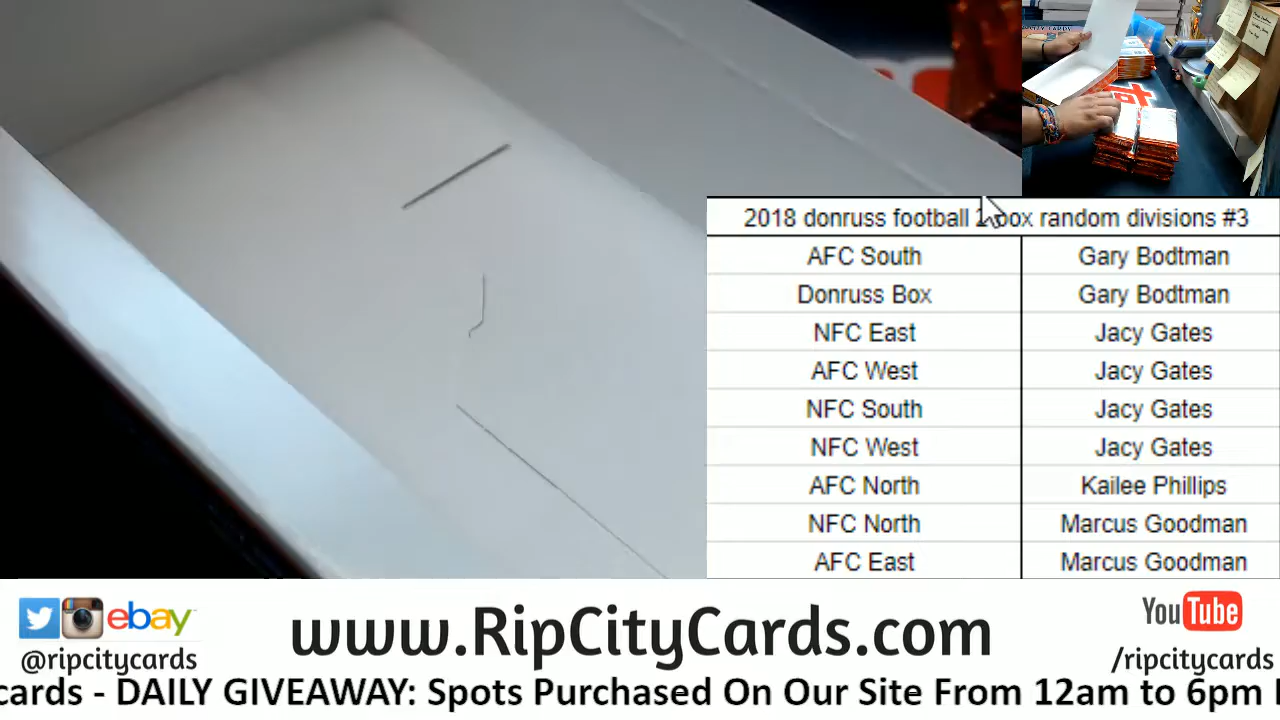 2018 donruss football 2 box random divisions #3
AFC South Gary Bodtman
Donruss Box Gary Bodtman
NFC East Jacy Gates
AFC West Jacy Gates
NFC South Jacy Gates
NFC West Jacy Gates
AFC North Kailee Phillips
NFC North Marcus Goodman
AFC East Marcus Goodman
ebay
@ripcitycards
www.RipCityCards.com
YouTube
/ripcitycards
cards - DAILY GIVEAWAY: Spots Purchased On Our Site From 12am to 6pm